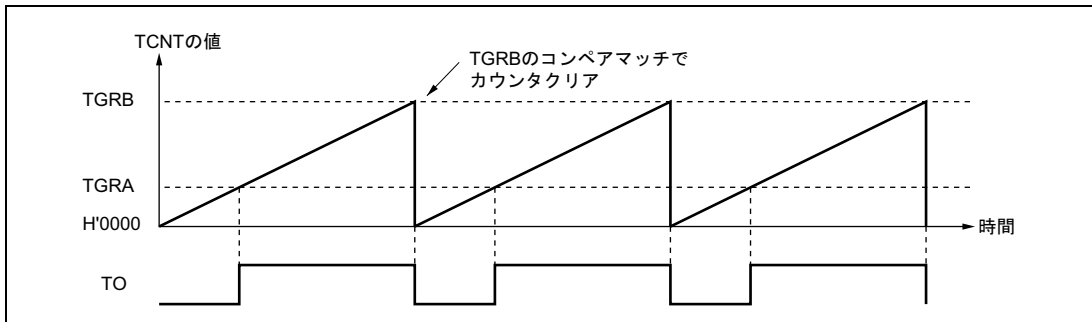 TCNTの値
TGRBのコンペアマッチで
カウンタクリア
TGRB
TGRA
H'0000
時間
TO